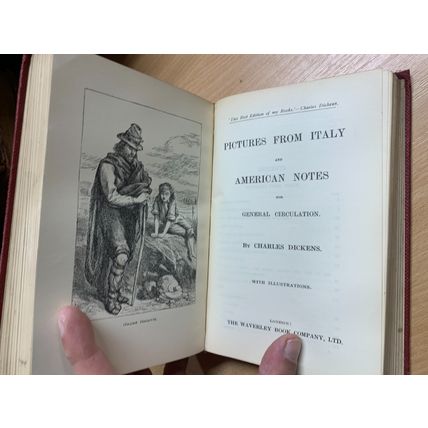 'The Best Edition of my Books.'—Charles Dickens.
PICTURES FROM ITALY
AND
AMERICAN NOTES
FOR
GENERAL CIRCULATION.
BY CHARLES DICKENS.
WITH ILLUSTRATIONS.
LONDON:
THE WAVERLEY BOOK COMPANY, LTD.